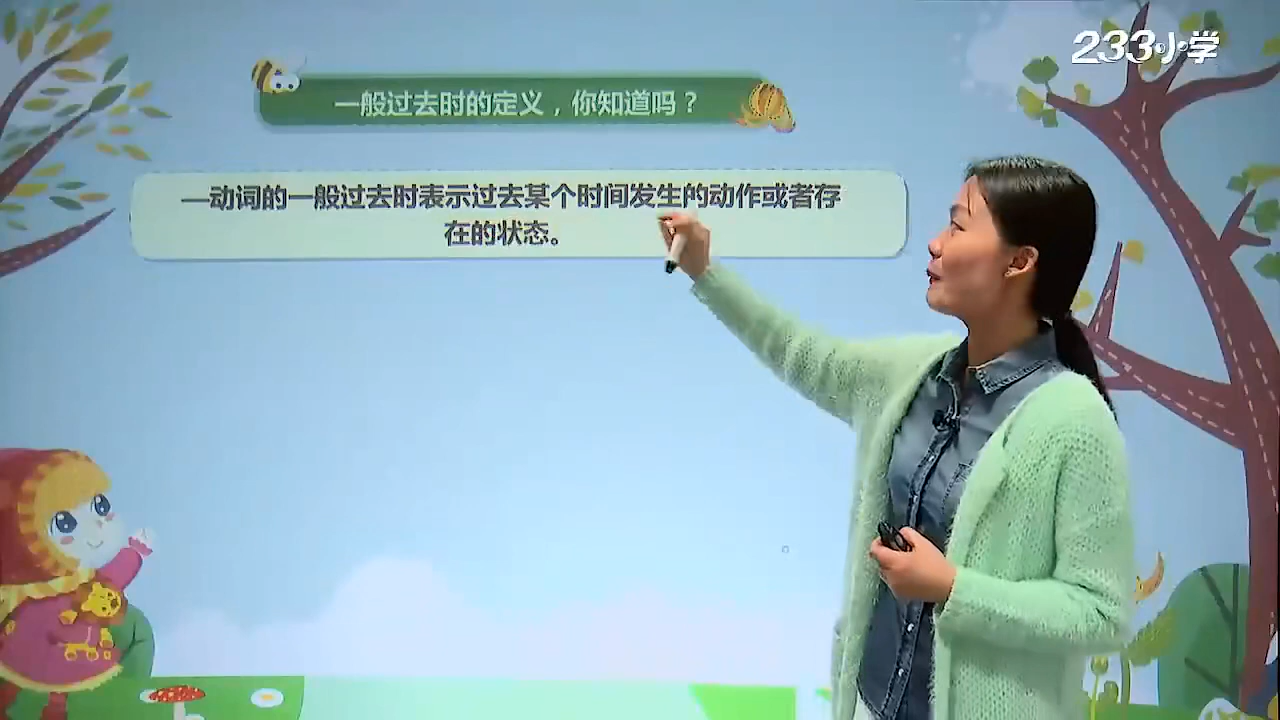 233小学
一般过去时的定义，你知道吗？
—动词的一般过去时表示过去某个时间发生的动作或者存
在的状态。